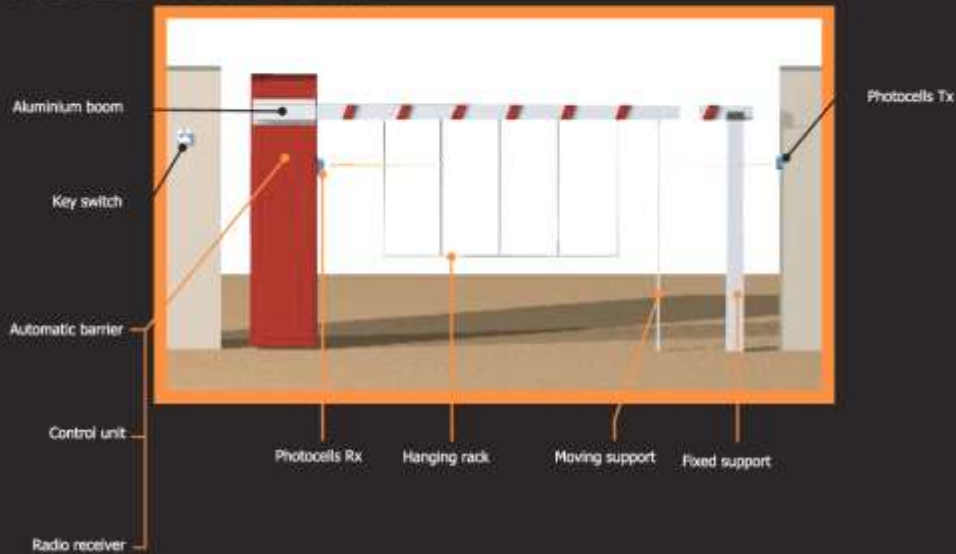 Aluminium boom
Photocells Tx
Key switch
Automatic barrier
Control unit
Photocells Rx
Hanging rack
Moving support
Fixed support
Radio receiver